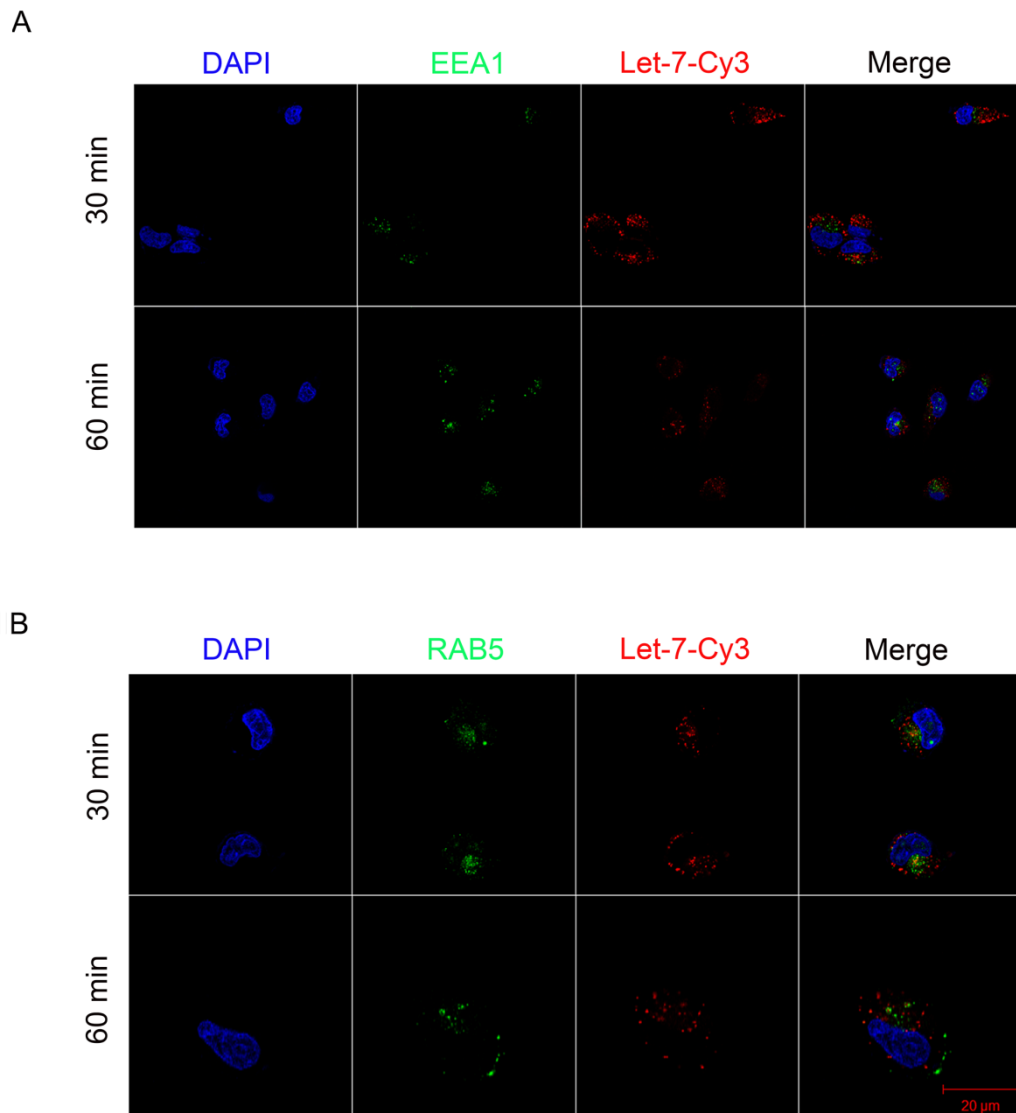 A
DAPI EEA1 Let-7-Cy3 Merge
30 min
60 min
B
DAPI RAB5 Let-7-Cy3 Merge
30 min
60 min
20 µm